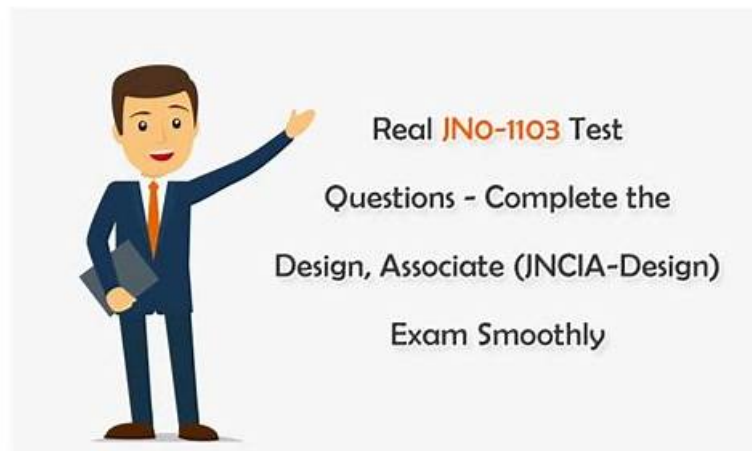 Real JN0-1103 Test
Questions - Complete the
Design, Associate (JNCIA-Design)
Exam Smoothly